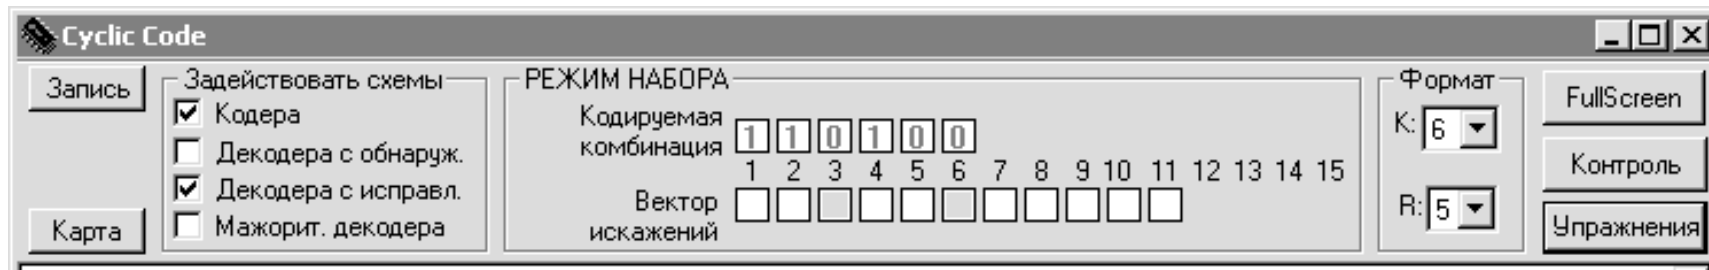 Cyclic Code
Запись
Карта
Задействовать схемы
Кодера
Декодера с обнаруж.
Декодера с исправл.
Мажорит. декодера
РЕЖИМ НАБОРА
Кодируемая
комбинация
1 1 0 1 0 0
1 2 3 4 5 6 7 8 9 10 11 12 13 14 15
Вектор
искажений
Формат
K: 6
R: 5
FullScreen
Контроль
Упражнения